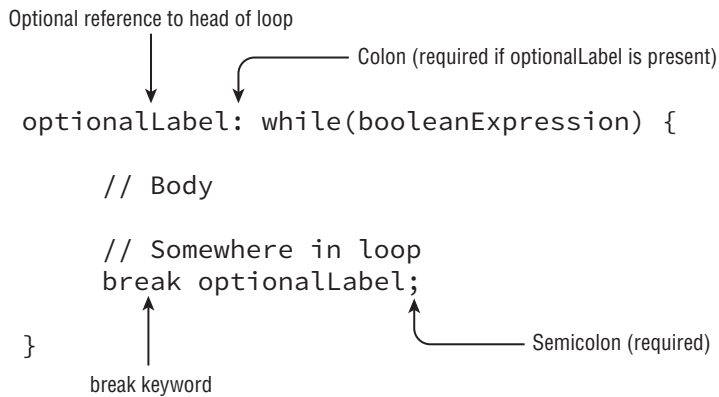 Optional reference to head of loop
Colon (required if optionalLabel is present)
optionalLabel: while(booleanExpression) {
// Body
// Somewhere in loop
break optionalLabel;
}
Semicolon (required)
break keyword